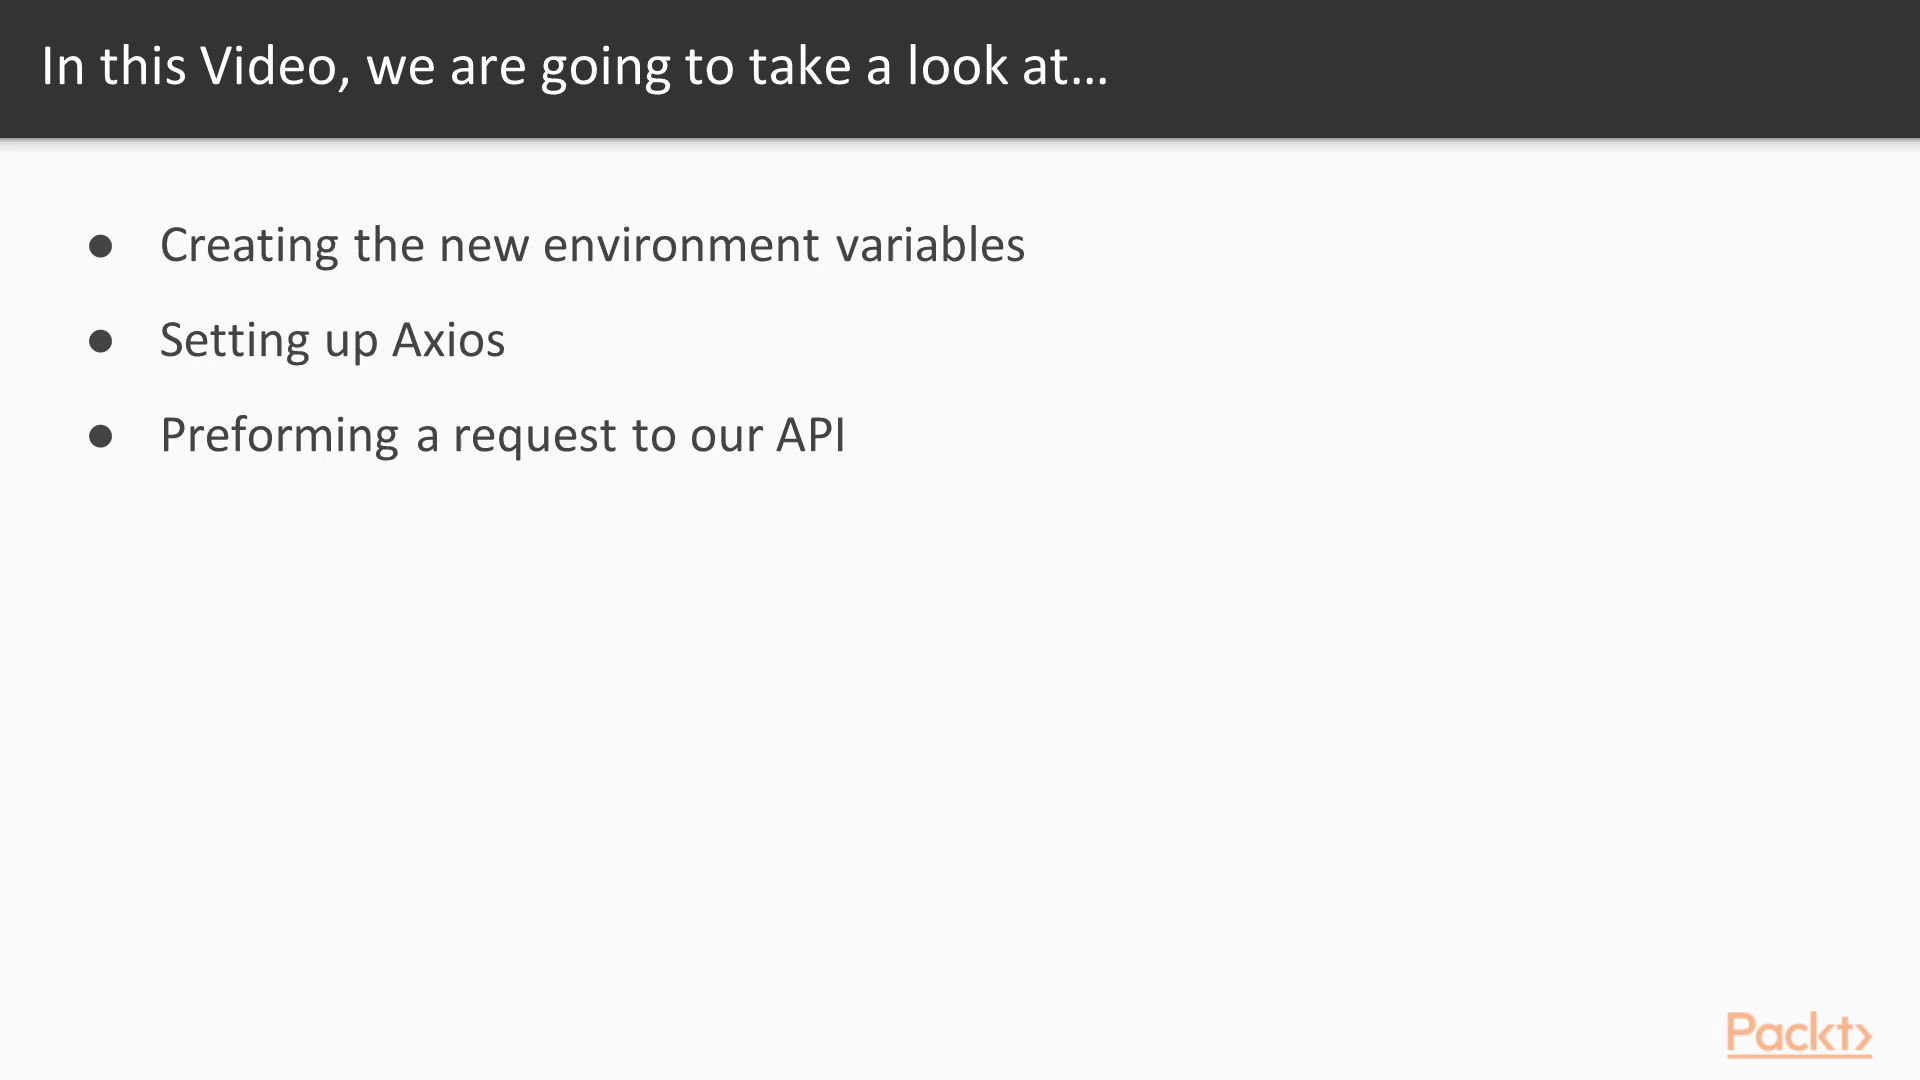 In this Video, we are going to take a look at...
● Creating the new environment variables
● Setting up Axios
● Preforming a request to our API
Packt>